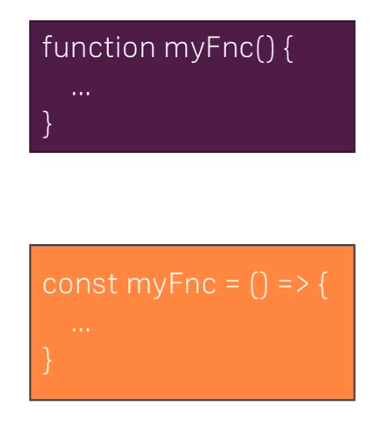 function myFnc() {
...
}
const myFnc = () => {
...
}